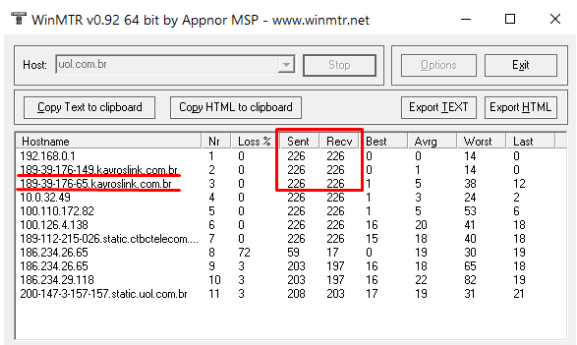 WinMTR v0.92 64 bit by Appnor MSP - www.winmtr.net
Host: uol.com.br Stop Options Exit
Copy Text to clipboard Copy HTML to clipboard Export TEXT Export HTML
Hostname Nr Loss % Sent Recv Best Avrg Worst Last
192.168.0.1 1 0 226 226 0 0 14 0
189-39-176-149.kavroslink.com.br 2 0 226 226 0 1 14 0
189-39-176-65.kavroslink.com.br 3 0 226 226 1 5 38 12
10.0.32.49 4 0 226 226 1 3 24 2
100.110.172.82 5 0 226 226 1 5 53 6
100.126.4.138 6 0 226 226 16 20 41 18
189-112-215-026.static.ctbctelecom.... 7 0 226 226 15 18 40 18
186.234.26.65 8 72 59 17 0 19 30 19
186.234.26.65 9 3 203 197 16 18 65 18
186.234.29.118 10 3 203 197 16 22 82 19
200-147-3-157-157.static.uol.com.br 11 3 208 203 17 19 31 21